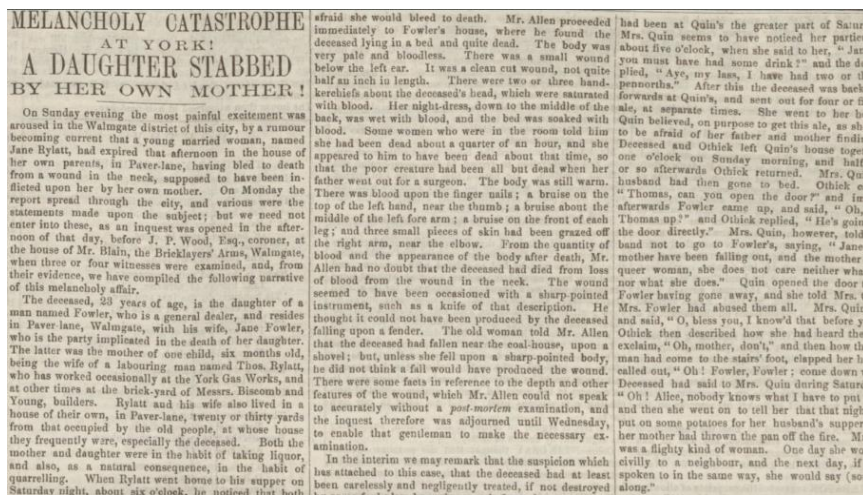 MELANCHOLY CATASTROPHE
AT YORK!
A DAUGHTER STABBED
BY HER OWN MOTHER!
On Sunday evening the most painful excitement was
aroused in the Walmgate district of this city, by a rumour
becoming current that a young married woman, named
Jane Rylatt, had expired that afternoon in the house of
her own parents, in Paver-lane, having bled to death
from a wound in the neck, supposed to have been in-
flicted upon her by her own mother. On Monday the
report spread through the city, and various were the
statements made upon the subject; but we need not
enter into these, as an inquest was opened in the after-
noon of that day, before J. P. Wood, Esq., coroner, at
the house of Mr. Blain, the Bricklayers' Arms, Walmgate,
when three or four witnesses were examined, and, from
their evidence, we have compiled the following narrative
of this melancholy affair.
The deceased, 23 years of age, is the daughter of a
man named Fowler, who is a general dealer, and resides
in Paver-lane, Walmgate, with his wife, Jane Fowler,
who is the party implicated in the death of her daughter.
The latter was the mother of one child, six months old,
being the wife of a labouring man named Thos. Rylatt,
who has worked occasionally at the York Gas Works, and
at other times at the brick-yard of Messrs. Biscomb and
Young, builders. Rylatt and his wife also lived in a
house of their own, in Paver-lane, twenty or thirty yards
from that occupied by the old people, at whose house
they frequently were, especially the deceased. Both the
mother and daughter were in the habit of taking liquor,
and also, as a natural consequence, in the habit of
quarrelling. When Rylatt went home to his supper on
Saturday night, about six o'clock, he noticed that both
afraid she would bleed to death. Mr. Allen proceeded
immediately to Fowler's house, where he found the
deceased lying in a bed and quite dead. The body was
very pale and bloodless. There was a small wound
below the left ear. It was a clean cut wound, not quite
half an inch in length. There were two or three hand-
kerchiefs about the deceased's head, which were saturated
with blood. Her night-dress, down to the middle of the
back, was wet with blood, and the bed was soaked with
blood. Some women who were in the room told him
she had been dead about a quarter of an hour, and she
appeared to him to have been dead about that time, so
that the poor creature had been all but dead when her
father went out for a surgeon. The body was still warm.
There was blood upon the finger nails; a bruise on the
top of the left hand, near the thumb; a bruise about the
middle of the left fore arm; a bruise on the front of each
leg; and three small pieces of skin had been grazed off
the right arm, near the elbow. From the quantity of
blood and the appearance of the body after death, Mr.
Allen had no doubt that the deceased had died from loss
of blood from the wound in the neck. The wound
seemed to have been occasioned with a sharp-pointed
instrument, such as a knife of that description. He
thought it could not have been produced by the deceased
falling upon a fender. The old woman told Mr. Allen
that the deceased had fallen near the coal-house, upon a
shovel; but, unless she fell upon a sharp-pointed body,
he did not think a fall would have produced the wound.
There were some facts in reference to the depth and other
features of the wound, which Mr. Allen could not speak
to accurately without a post-mortem examination, and
the inquest therefore was adjourned until Wednesday,
to enable that gentleman to make the necessary ex-
amination.
In the interim we may remark that the suspicion which
has attached to this case, that the deceased had at least
been carelessly and negligently treated, if not destroyed
had been at Quin's the greater part of
Mrs. Quin seems to have noticed her
about five o'clock, when she said to her,
you must have had some drink?" and the
plied, "Aye, my lass, I have had two or
pennorths." After this the deceased was
forwards at Quin's, and sent out for four or
ale, at separate times. She went to her
Quin believed, on purpose to get this ale, as
to be afraid of her father and mother
Deceased and Othick left Quin's house
one o'clock on Sunday morning, and
or so afterwards Othick returned. Mrs.
husband had then gone to bed. Othick
"Thomas, can you open the door?" and
afterwards Fowler came up, and said, "Oh,
Thomas up?" and Othick replied, "He's
the door directly." Mrs. Quin, however,
band not to go to Fowler's, saying,
mother have been falling out, and the
queer woman, she does not care neither
nor what she does." Quin opened the door
Fowler having gone away, and she told Mrs.
Mrs. Fowler had abused them all. Mrs.
and said, "O, bless you, I know'd that before
Othick then described how she had heard
exclaim, "Oh, mother, don't," and then how
man had come to the stairs' foot, clapped her
called out, "Oh! Fowler, Fowler; come down
Deceased had said to Mrs. Quin during
"Oh! Alice, nobody knows what I have to put
and then she went on to tell her that that
put on some potatoes for her husband's
her mother had thrown the pan off the fire.
was a flighty kind of woman. One day she
civilly to a neighbour, and the next day, if
spoken to in the same way, she would say
along."